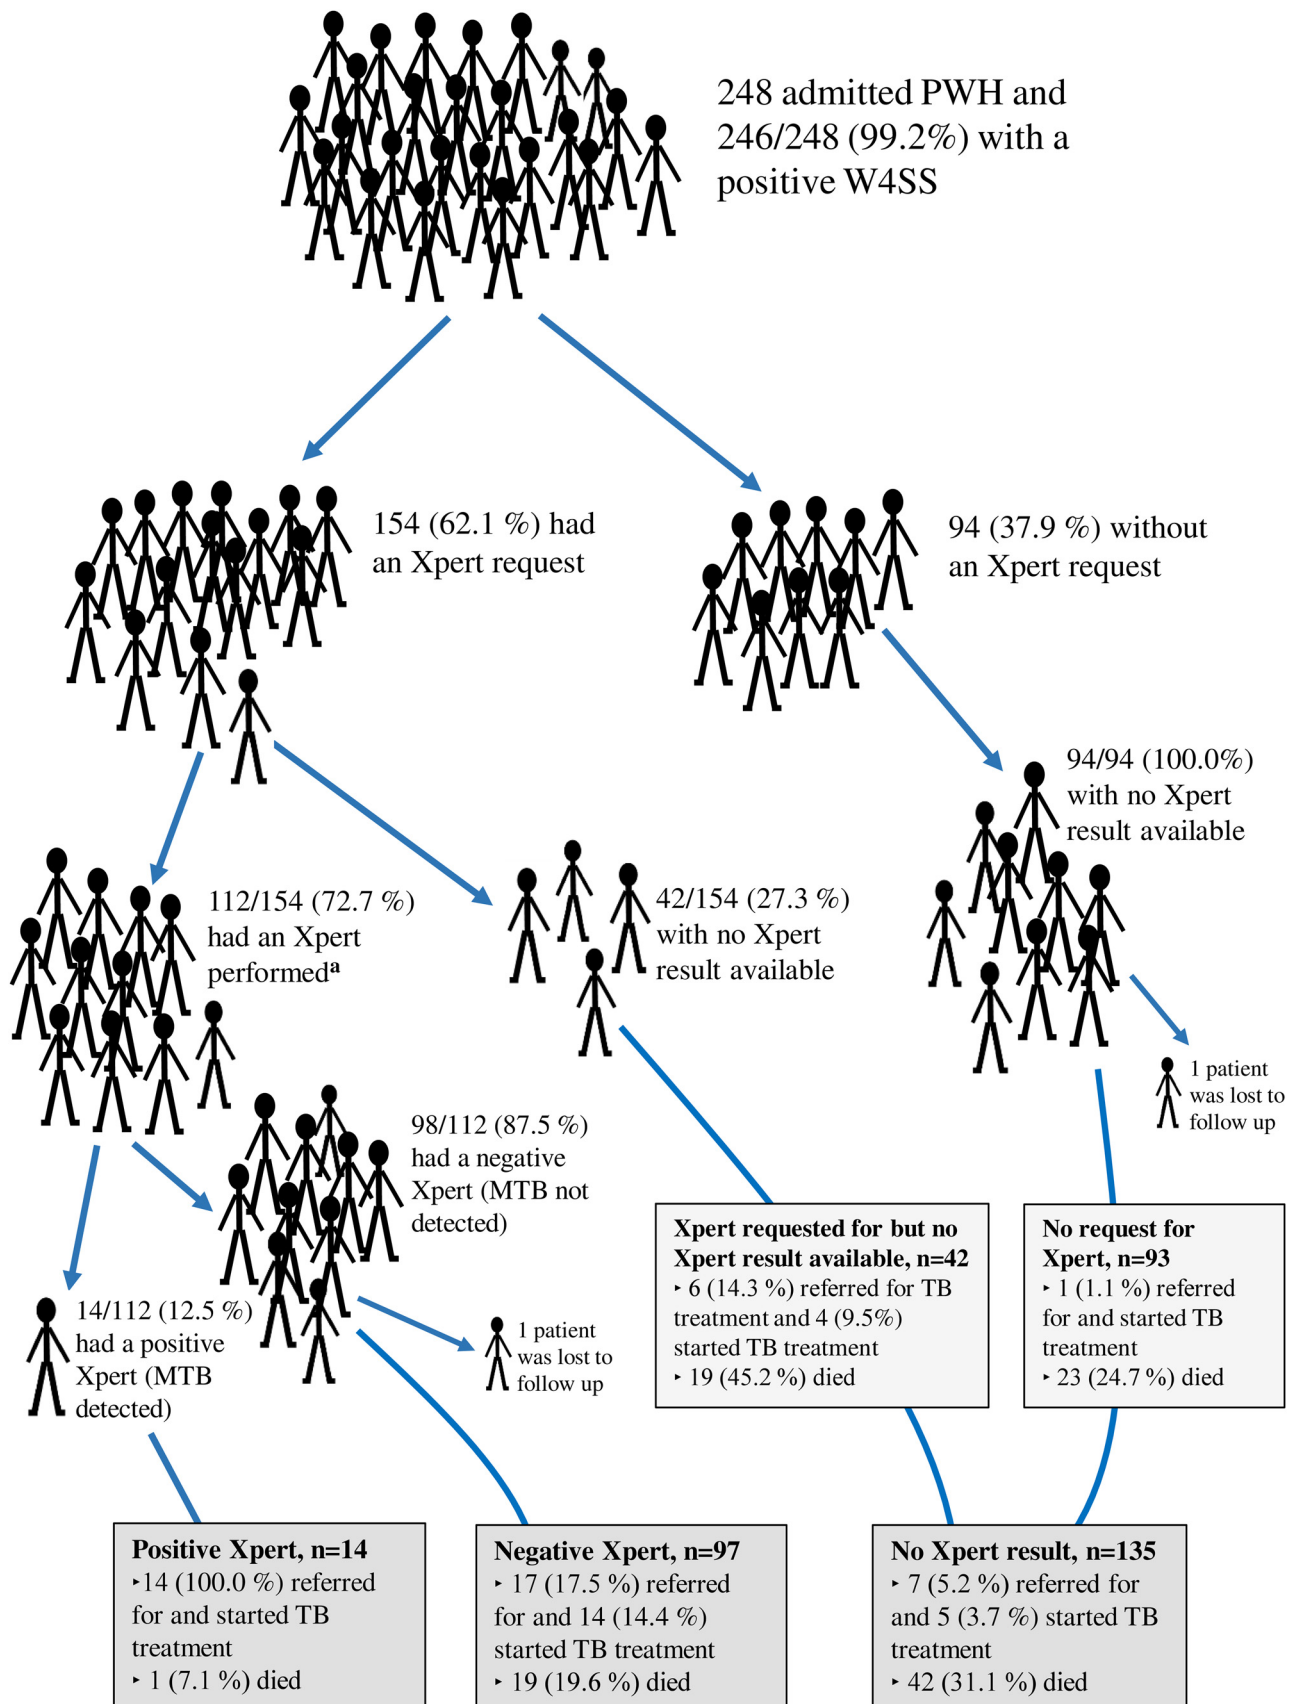 248 admitted PWH and
246/248 (99.2%) with a
positive W4SS
154 (62.1 %) had
an Xpert request
94 (37.9 %) without
an Xpert request
94/94 (100.0%)
with no Xpert
result available
112/154 (72.7 %)
had an Xpert
performedᵃ
42/154 (27.3 %)
with no Xpert
result available
1 patient
was lost to
follow up
98/112 (87.5 %)
had a negative
Xpert (MTB not
detected)
14/112 (12.5 %)
had a positive
Xpert (MTB
detected)
1 patient
was lost to
follow up
Xpert requested for but no
Xpert result available, n=42
‣ 6 (14.3 %) referred for TB
treatment and 4 (9.5%)
started TB treatment
‣ 19 (45.2 %) died
No request for
Xpert, n=93
‣ 1 (1.1 %) referred
for and started TB
treatment
‣ 23 (24.7 %) died
Positive Xpert, n=14
‣14 (100.0 %) referred
for and started TB
treatment
‣ 1 (7.1 %) died
Negative Xpert, n=97
‣ 17 (17.5 %) referred
for and 14 (14.4 %)
started TB treatment
‣ 19 (19.6 %) died
No Xpert result, n=135
‣ 7 (5.2 %) referred for
and 5 (3.7 %) started TB
treatment
‣ 42 (31.1 %) died